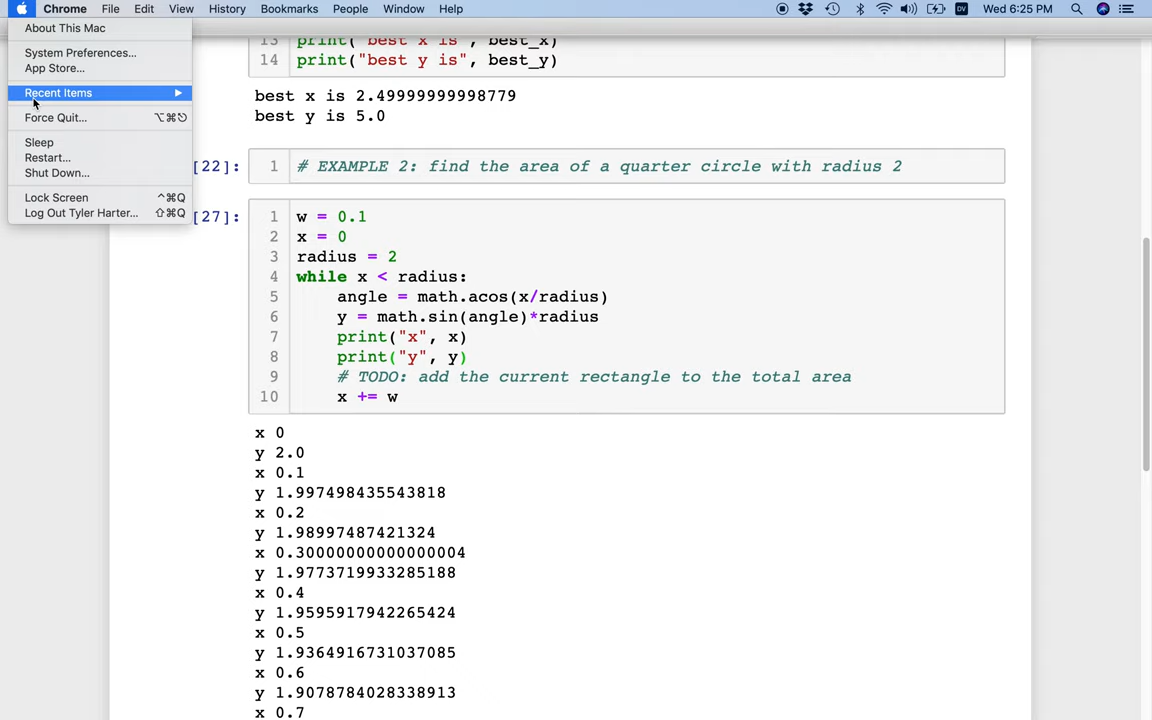 Chrome File Edit View History Bookmarks People Window Help Wed 6:25 PM
About This Mac
System Preferences...
App Store...
Recent Items
Force Quit... ⌥⌘⎋
Sleep
Restart...
Shut Down...
Lock Screen ^⌘Q
Log Out Tyler Harter... ⇧⌘Q
13 print("best x is", best_x)
14 print("best y is", best_y)
best x is 2.49999999998779
best y is 5.0
[22]: 1 # EXAMPLE 2: find the area of a quarter circle with radius 2
[27]: 1 w = 0.1
2 x = 0
3 radius = 2
4 while x < radius:
5 angle = math.acos(x/radius)
6 y = math.sin(angle)*radius
7 print("x", x)
8 print("y", y)
9 # TODO: add the current rectangle to the total area
10 x += w
x 0
y 2.0
x 0.1
y 1.997498435543818
x 0.2
y 1.98997487421324
x 0.30000000000000004
y 1.9773719933285188
x 0.4
y 1.9595917942265424
x 0.5
y 1.9364916731037085
x 0.6
y 1.9078784028338913
x 0.7